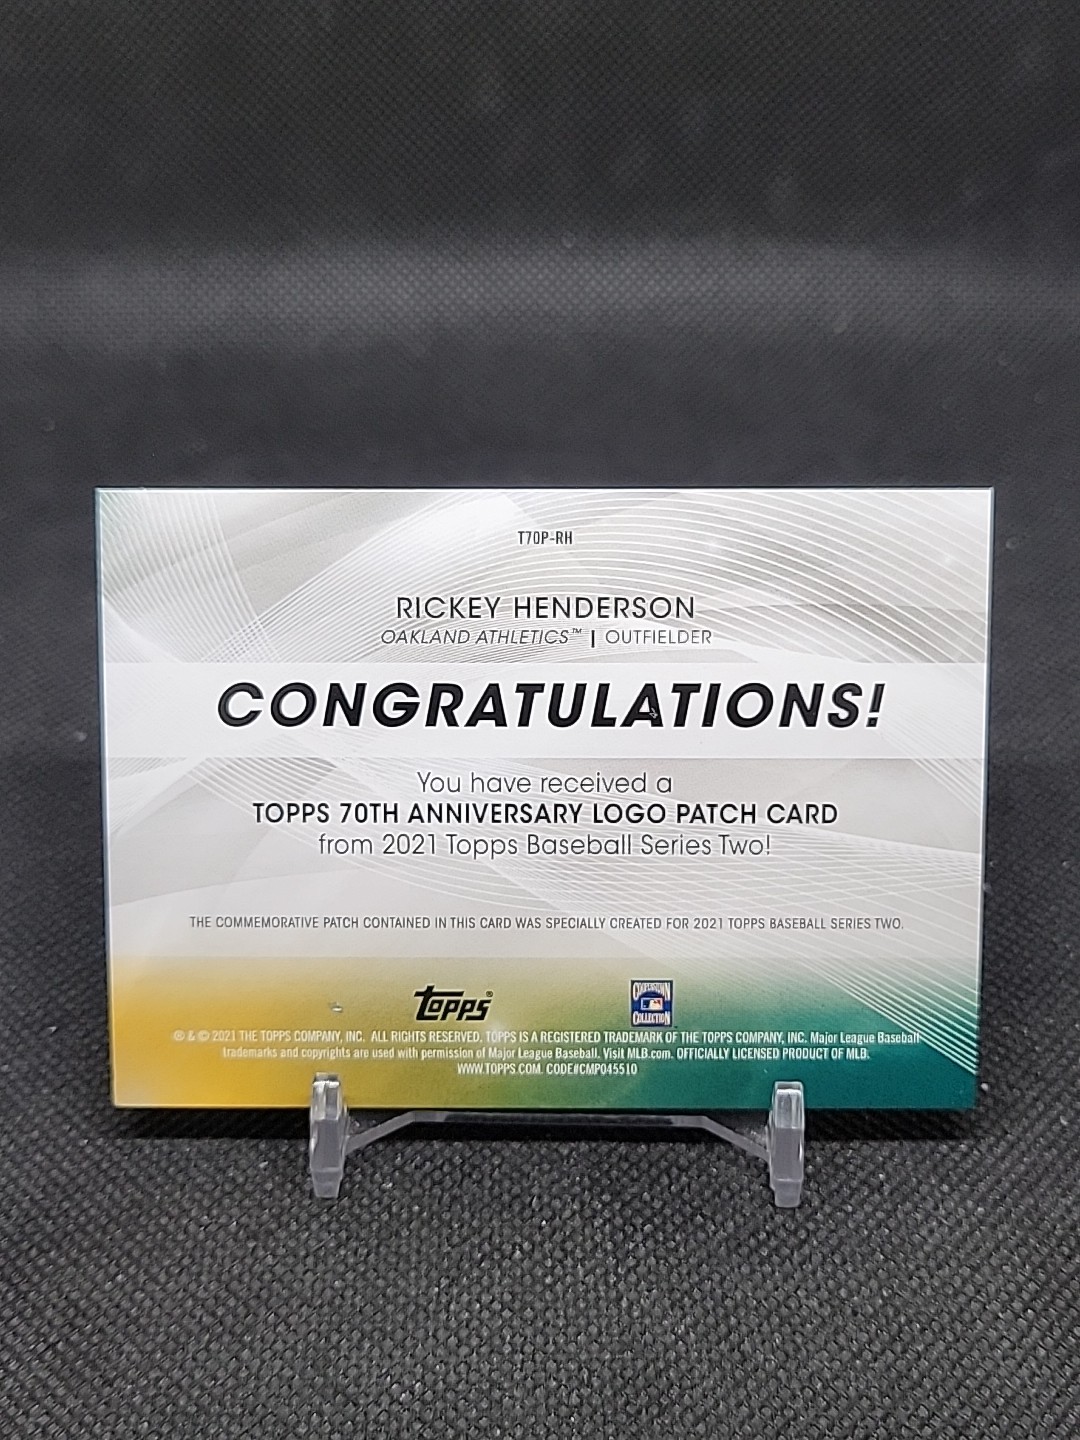 T70P-RH
RICKEY HENDERSON
OAKLAND ATHLETICS™ | OUTFIELDER
CONGRATULATIONS!
You have received a
TOPPS 70TH ANNIVERSARY LOGO PATCH CARD
from 2021 Topps Baseball Series Two!
THE COMMEMORATIVE PATCH CONTAINED IN THIS CARD WAS SPECIALLY CREATED FOR 2021 TOPPS BASEBALL SERIES TWO.
Topps®
COOPERSTOWN
COLLECTION™
® & © 2021 THE TOPPS COMPANY, INC. ALL RIGHTS RESERVED. TOPPS IS A REGISTERED TRADEMARK OF THE TOPPS COMPANY, INC. Major League Baseball
trademarks and copyrights are used with permission of Major League Baseball. Visit MLB.com. OFFICIALLY LICENSED PRODUCT OF MLB.
WWW.TOPPS.COM. CODE#CMP045510